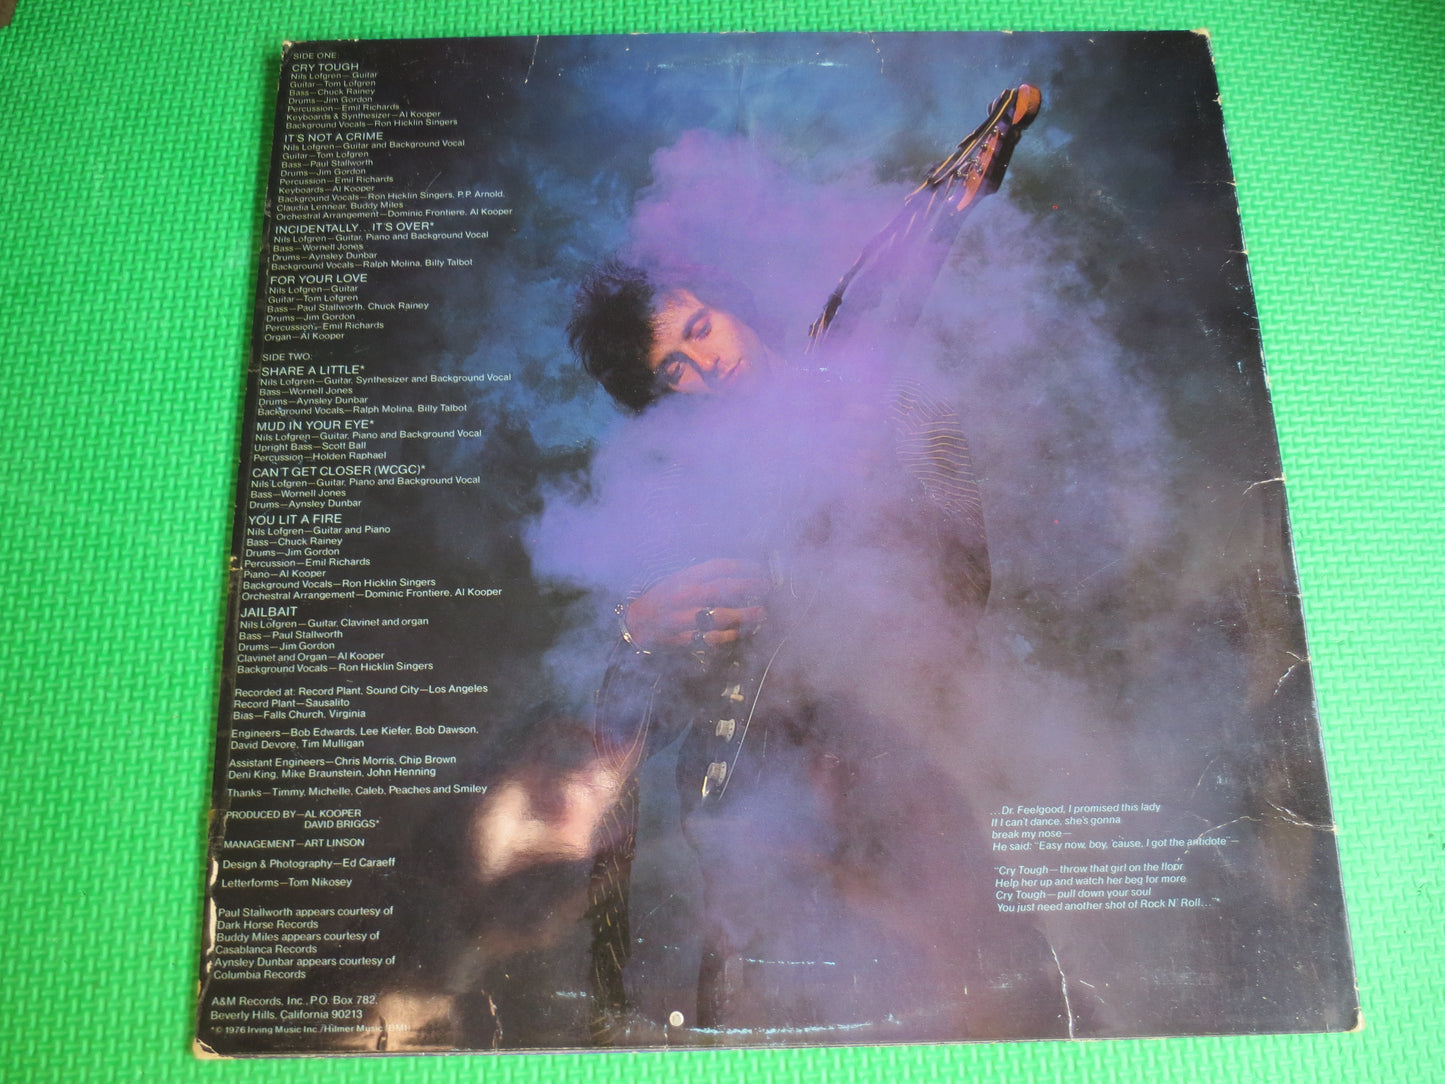 SIDE ONE:
CRY TOUGH
Nils Lofgren—Guitar
Guitar—Tom Lofgren
Bass—Chuck Rainey
Drums—Jim Gordon
Percussion—Emil Richards
Keyboards & Synthesizer—Al Kooper
Background Vocals—Ron Hicklin Singers
IT'S NOT A CRIME
Nils Lofgren—Guitar and Background Vocal
Guitar—Tom Lofgren
Bass—Paul Stallworth
Drums—Jim Gordon
Percussion—Emil Richards
Keyboards—Al Kooper
Background Vocals—Ron Hicklin Singers, P.P. Arnold,
Claudia Lennear, Buddy Miles
Orchestral Arrangement—Dominic Frontiere, Al Kooper
INCIDENTALLY... IT'S OVER*
Nils Lofgren—Guitar, Piano and Background Vocal
Bass—Wornell Jones
Drums—Aynsley Dunbar
Background Vocals—Ralph Molina, Billy Talbot
FOR YOUR LOVE
Nils Lofgren—Guitar
Guitar—Tom Lofgren
Bass—Paul Stallworth, Chuck Rainey
Drums—Jim Gordon
Percussion—Emil Richards
Organ—Al Kooper
SIDE TWO:
SHARE A LITTLE*
Nils Lofgren—Guitar, Synthesizer and Background Vocal
Bass—Wornell Jones
Drums—Aynsley Dunbar
Background Vocals—Ralph Molina, Billy Talbot
MUD IN YOUR EYE*
Nils Lofgren—Guitar, Piano and Background Vocal
Upright Bass—Scott Ball
Percussion—Holden Raphael
CAN'T GET CLOSER (WCGC)*
Nils Lofgren—Guitar, Piano and Background Vocal
Bass—Wornell Jones
Drums—Aynsley Dunbar
YOU LIT A FIRE
Nils Lofgren—Guitar and Piano
Bass—Chuck Rainey
Drums—Jim Gordon
Percussion—Emil Richards
Piano—Al Kooper
Background Vocals—Ron Hicklin Singers
Orchestral Arrangement—Dominic Frontiere, Al Kooper
JAILBAIT
Nils Lofgren—Guitar, Clavinet and organ
Bass—Paul Stallworth
Drums—Jim Gordon
Clavinet and Organ—Al Kooper
Background Vocals—Ron Hicklin Singers
Recorded at: Record Plant, Sound City—Los Angeles
Record Plant—Sausalito
Bias—Falls Church, Virginia
Engineers—Bob Edwards, Lee Kiefer, Bob Dawson,
David Devore, Tim Mulligan
Assistant Engineers—Chris Morris, Chip Brown
Deni King, Mike Braunstein, John Henning
Thanks—Timmy, Michelle, Caleb, Peaches and Smiley
PRODUCED BY—AL KOOPER
DAVID BRIGGS*
MANAGEMENT—ART LINSON
Design & Photography—Ed Caraeff
Letterforms—Tom Nikosey
Paul Stallworth appears courtesy of
Dark Horse Records
Buddy Miles appears courtesy of
Casablanca Records
Aynsley Dunbar appears courtesy of
Columbia Records
A&M Records, Inc., P.O. Box 782,
Beverly Hills, California 90213
*© 1976 Irving Music Inc./Hilmer Music /BMI
...Dr. Feelgood, I promised this lady
If I can't dance, she's gonna
break my nose—
He said: "Easy now, boy, 'cause, I got the antidote"—
"Cry Tough—throw that girl on the floor
Help her up and watch her beg for more
Cry Tough—pull down your soul
You just need another shot of Rock N' Roll..."